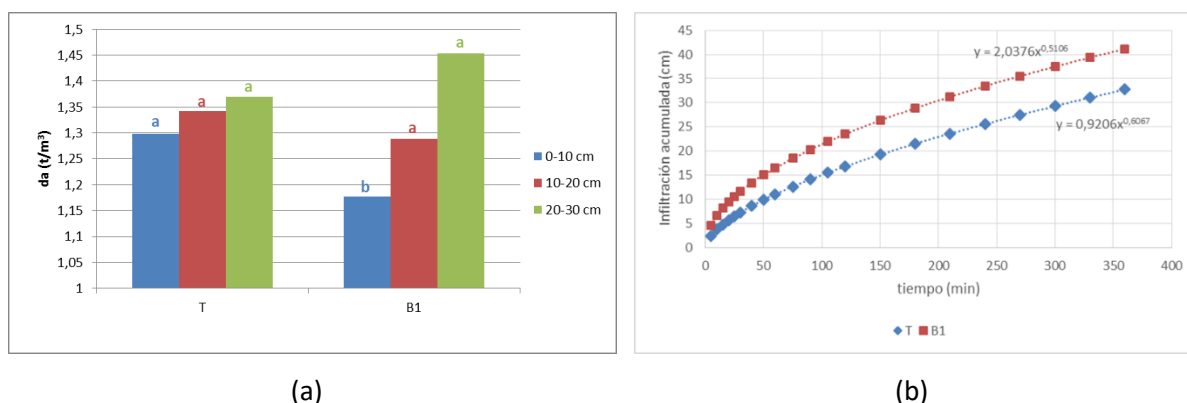 1,5
1,45
1,4
1,35
1,3
1,25
1,2
1,15
1,1
1,05
1
da (t/m³)
a
a
a
b
a
a
T
B1
0-10 cm
10-20 cm
20-30 cm
(a)
45
40
35
30
25
20
15
10
5
0
Infiltración acumulada (cm)
y = 2,0376x^0,5106
y = 0,9206x^0,6067
0 50 100 150 200 250 300 350 400
tiempo (min)
T B1
(b)